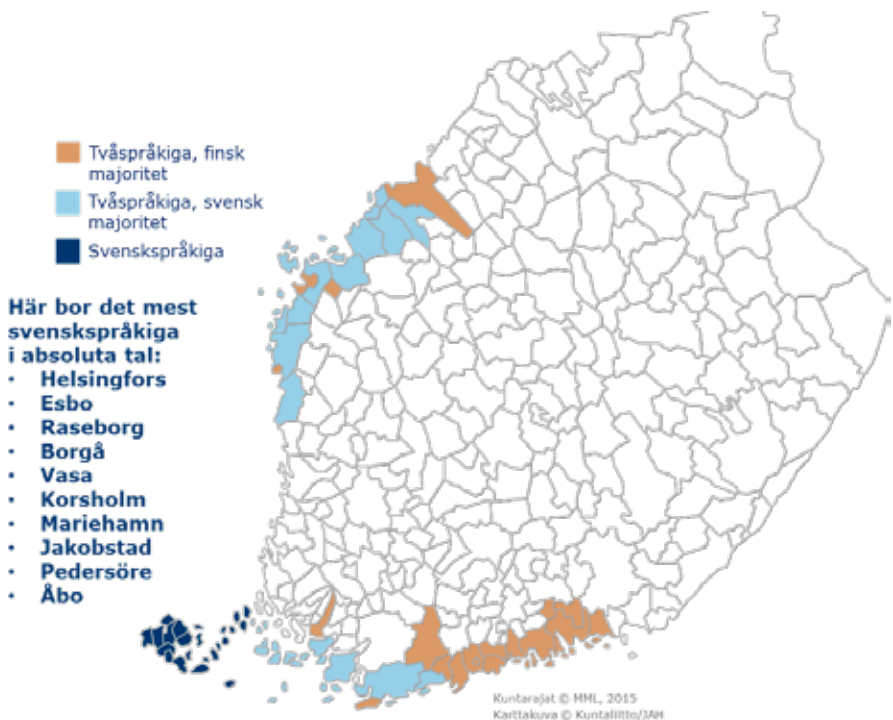 Tvåspråkiga, finsk
majoritet
Tvåspråkiga, svensk
majoritet
Svenskspråkiga
Här bor det mest
svenskspråkiga
i absoluta tal:
• Helsingfors
• Esbo
• Raseborg
• Borgå
• Vasa
• Korsholm
• Mariehamn
• Jakobstad
• Pedersöre
• Åbo
Kuntarajat © MML, 2015
Karttakuva © Kuntaliitto/JAH